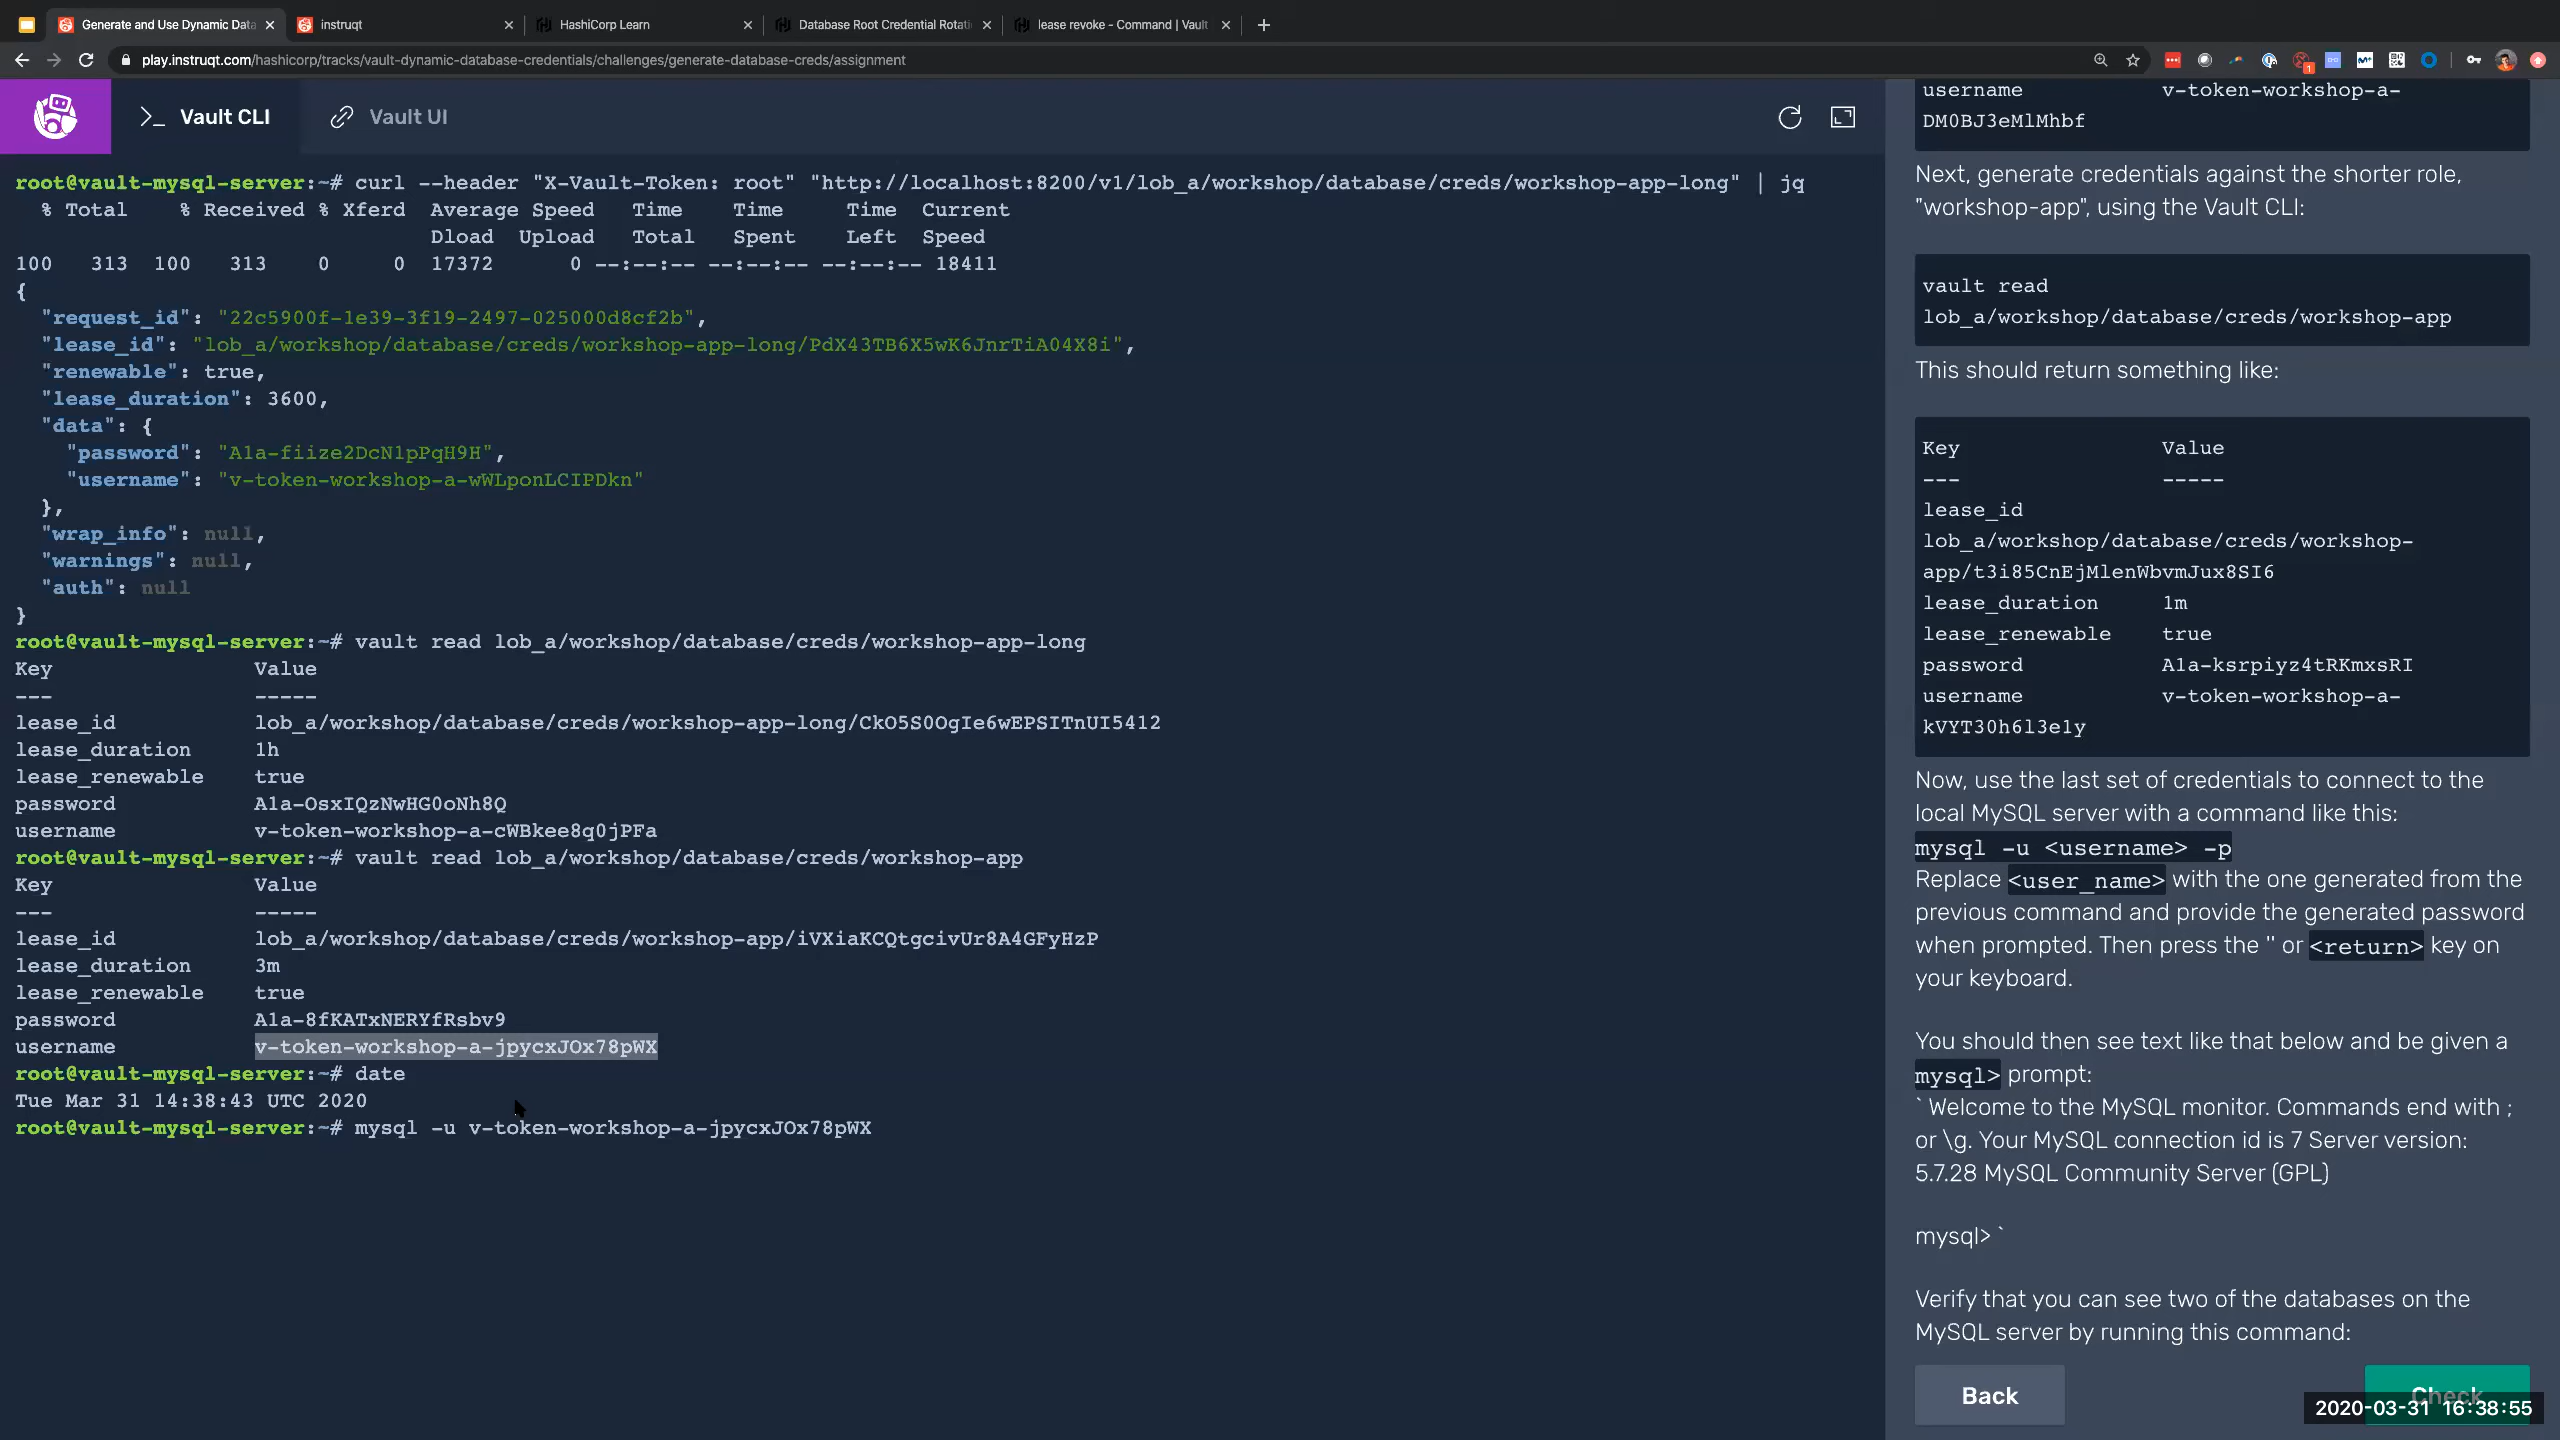 Generate and Use Dynamic Data
instruqt
HashiCorp Learn
Database Root Credential Rotati
lease revoke - Command | Vault
play.instruqt.com/hashicorp/tracks/vault-dynamic-database-credentials/challenges/generate-database-creds/assignment
>_ Vault CLI
Vault UI
root@vault-mysql-server:~# curl --header "X-Vault-Token: root" "http://localhost:8200/v1/lob_a/workshop/database/creds/workshop-app-long" | jq
% Total % Received % Xferd Average Speed Time Time Time Current
Dload Upload Total Spent Left Speed
100 313 100 313 0 0 17372 0 --:--:-- --:--:-- --:--:-- 18411
{
"request_id": "22c5900f-1e39-3f19-2497-025000d8cf2b",
"lease_id": "lob_a/workshop/database/creds/workshop-app-long/PdX43TB6X5wK6JnrTiA04X8i",
"renewable": true,
"lease_duration": 3600,
"data": {
"password": "A1a-fiize2DcN1pPqH9H",
"username": "v-token-workshop-a-wWLponLCIPDkn"
},
"wrap_info": null,
"warnings": null,
"auth": null
}
root@vault-mysql-server:~# vault read lob_a/workshop/database/creds/workshop-app-long
Key Value
--- -----
lease_id lob_a/workshop/database/creds/workshop-app-long/CkO5S0OgIe6wEPSITnUI5412
lease_duration 1h
lease_renewable true
password A1a-OsxIQzNwHG0oNh8Q
username v-token-workshop-a-cWBkee8q0jPFa
root@vault-mysql-server:~# vault read lob_a/workshop/database/creds/workshop-app
Key Value
--- -----
lease_id lob_a/workshop/database/creds/workshop-app/iVXiaKCQtgcivUr8A4GFyHzP
lease_duration 3m
lease_renewable true
password A1a-8fKATxNERYfRsbv9
username v-token-workshop-a-jpycxJOx78pWX
root@vault-mysql-server:~# date
Tue Mar 31 14:38:43 UTC 2020
root@vault-mysql-server:~# mysql -u v-token-workshop-a-jpycxJOx78pWX
username v-token-workshop-a-
DM0BJ3eMlMhbf
Next, generate credentials against the shorter role,
"workshop-app", using the Vault CLI:
vault read
lob_a/workshop/database/creds/workshop-app
This should return something like:
Key Value
--- -----
lease_id
lob_a/workshop/database/creds/workshop-
app/t3i85CnEjMlenWbvmJux8SI6
lease_duration 1m
lease_renewable true
password A1a-ksrpiyz4tRKmxsRI
username v-token-workshop-a-
kVYT30h6l3e1y
Now, use the last set of credentials to connect to the
local MySQL server with a command like this:
mysql -u <username> -p
Replace <user_name> with the one generated from the
previous command and provide the generated password
when prompted. Then press the '' or <return> key on
your keyboard.
You should then see text like that below and be given a
mysql> prompt:
` Welcome to the MySQL monitor. Commands end with ;
or \g. Your MySQL connection id is 7 Server version:
5.7.28 MySQL Community Server (GPL)
mysql> `
Verify that you can see two of the databases on the
MySQL server by running this command:
Back
Check
2020-03-31 16:38:55